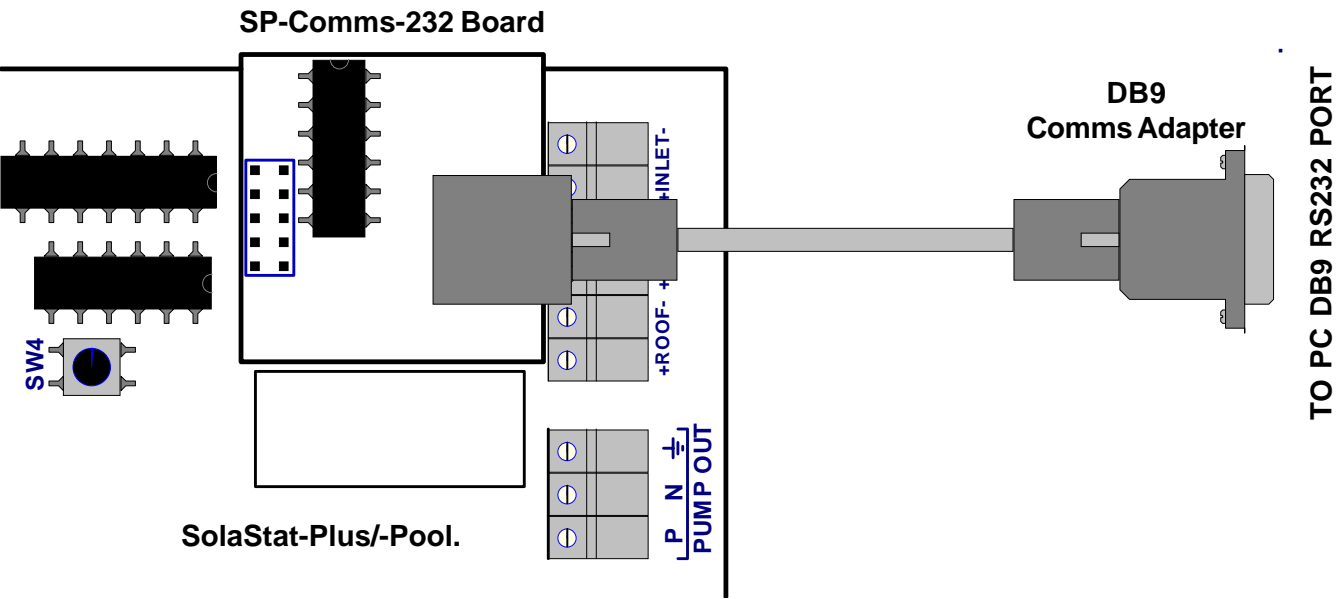 SP-Comms-232 Board
DB9
Comms Adapter
TO PC DB9 RS232 PORT
+INLET-
+
+ROOF-
SW4
P N
PUMP OUT
SolaStat-Plus/-Pool.